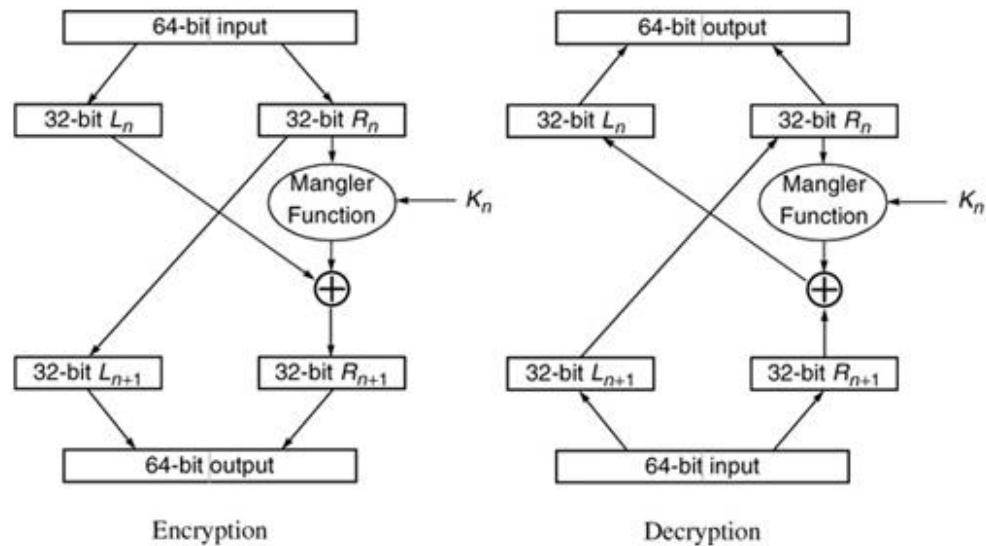 64-bit input
32-bit Ln
32-bit Rn
Mangler
Function
Kn
32-bit Ln+1
32-bit Rn+1
64-bit output
Encryption
64-bit output
32-bit Ln
32-bit Rn
Mangler
Function
Kn
32-bit Ln+1
32-bit Rn+1
64-bit input
Decryption